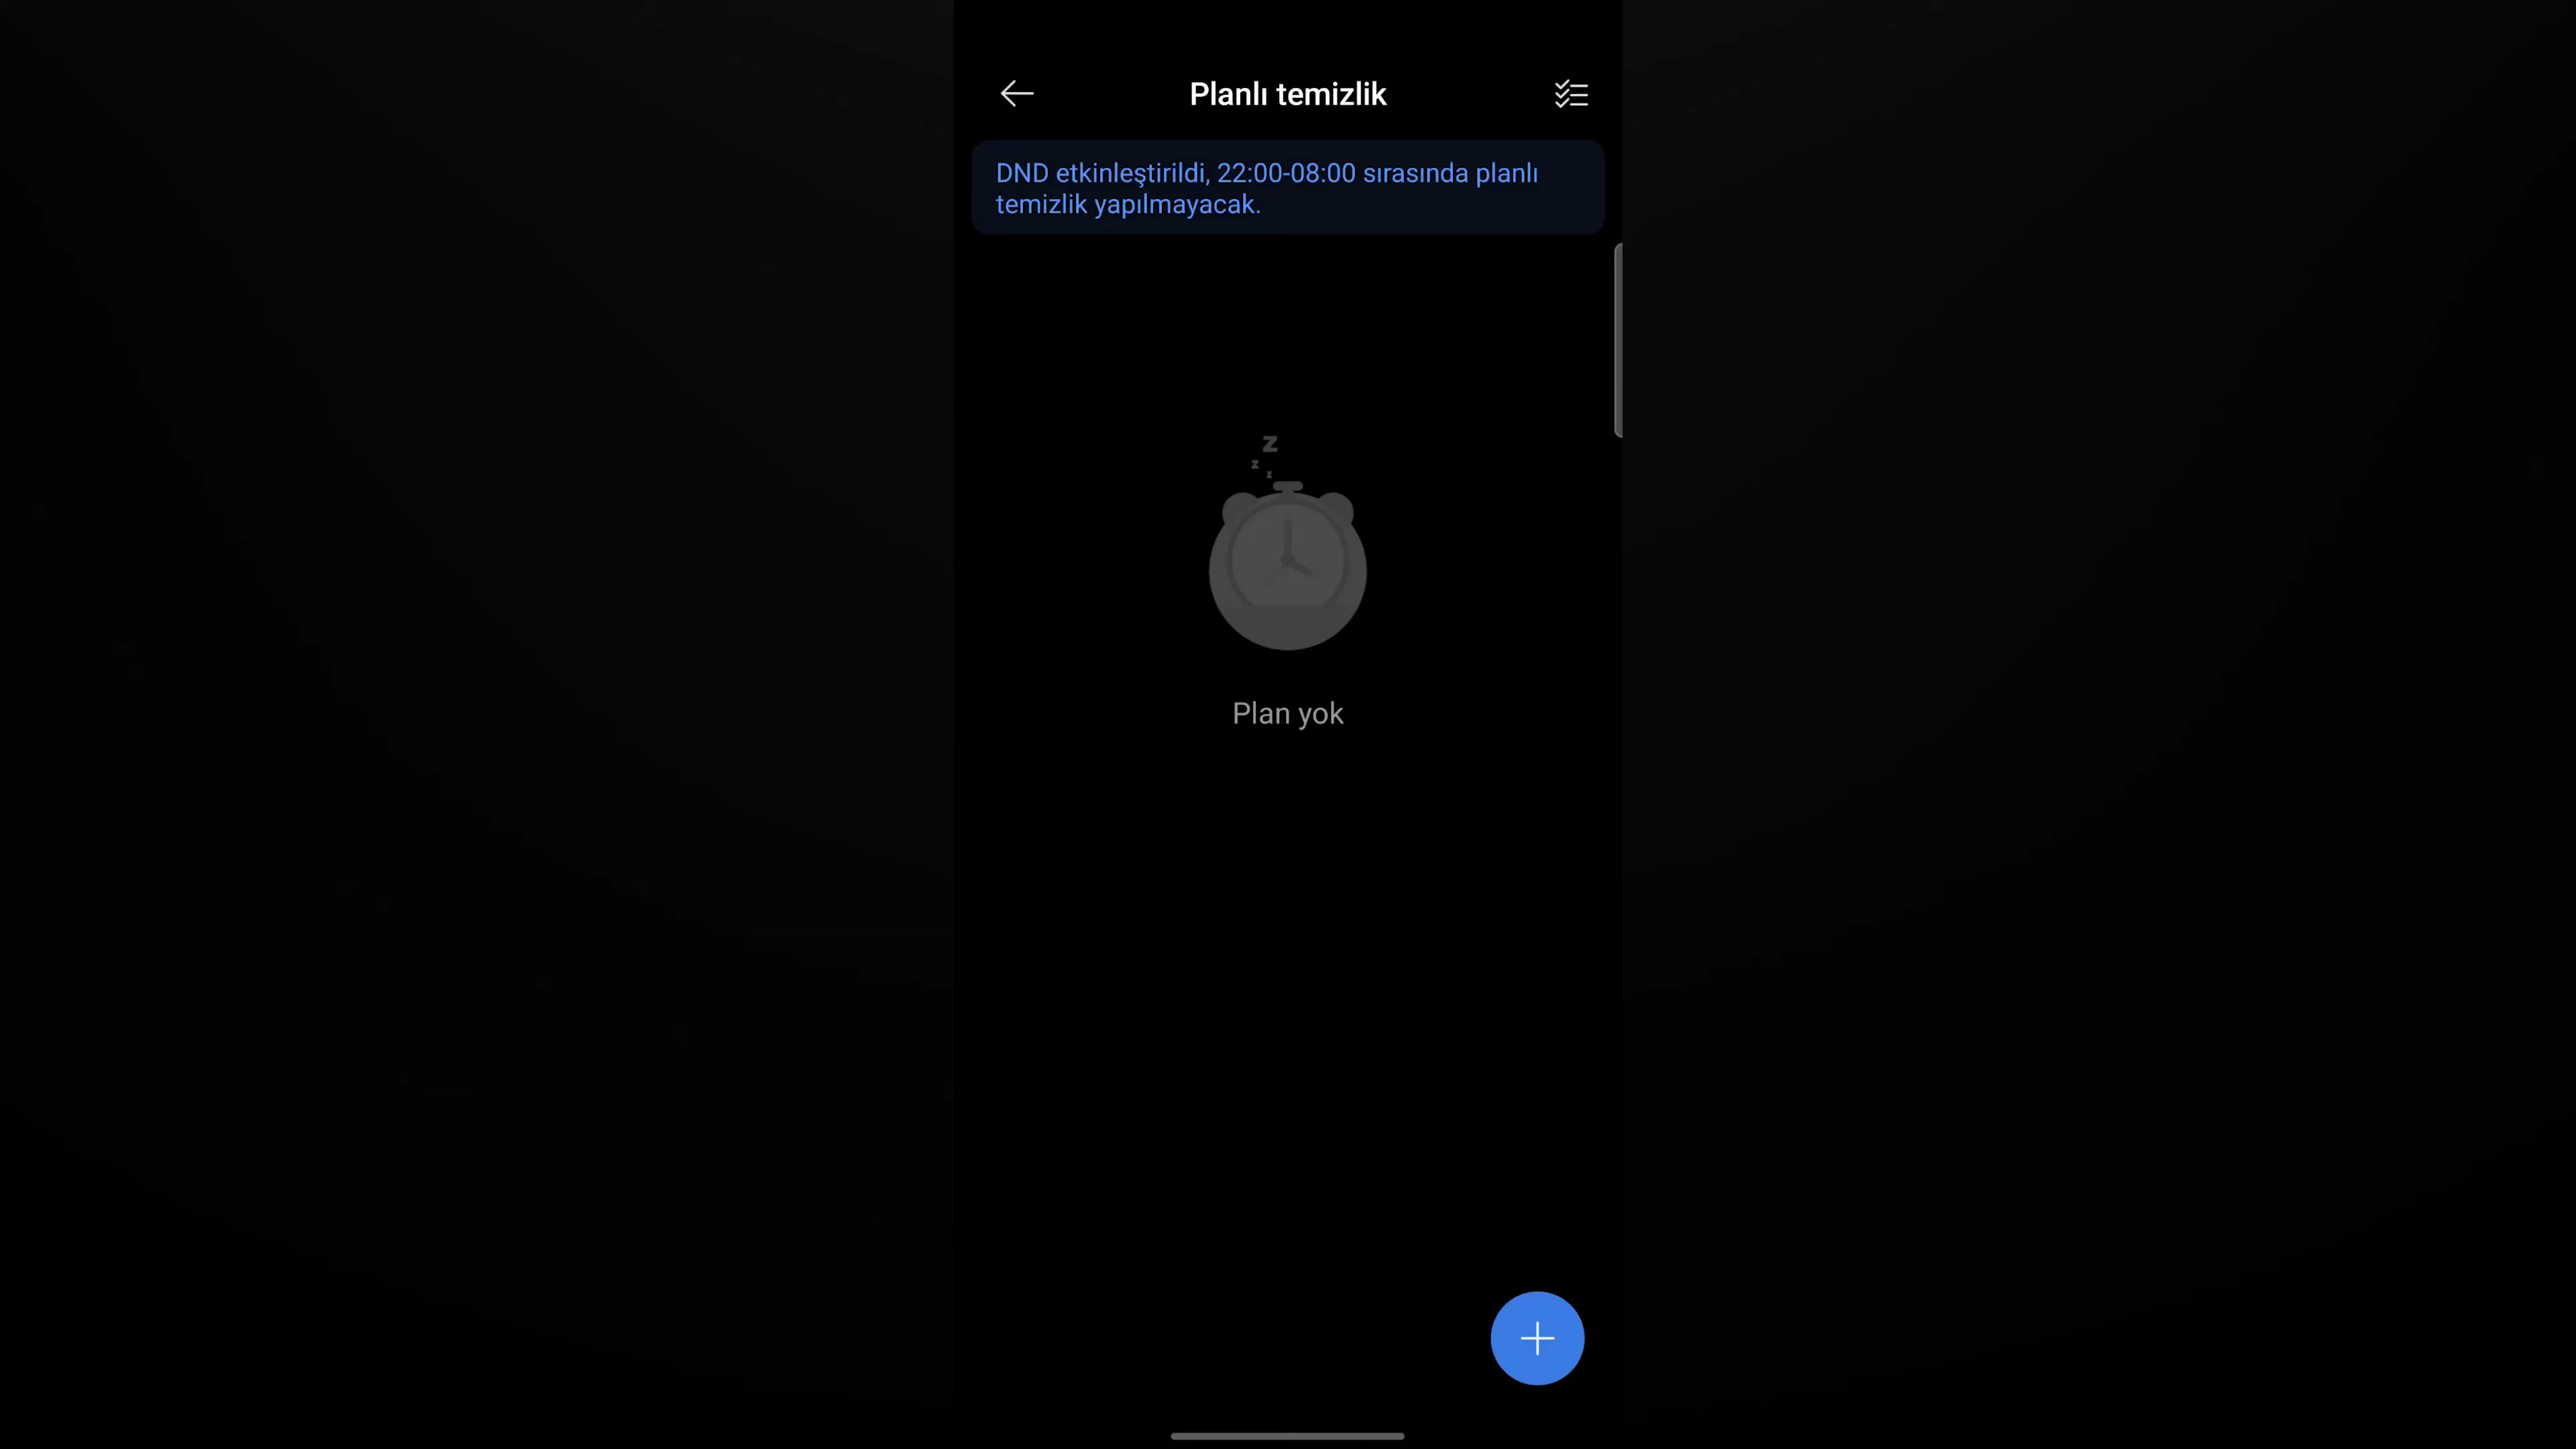 Planlı temizlik
DND etkinleştirildi, 22:00-08:00 sırasında planlı
temizlik yapılmayacak.
z
z
z
Plan yok